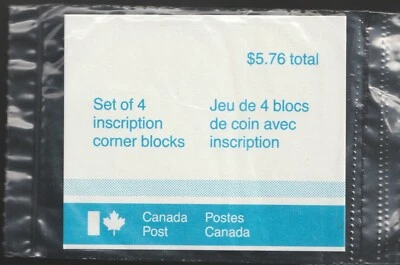 $5.76 total
Set of 4
inscription
corner blocks
Jeu de 4 blocs
de coin avec
inscription
Canada
Post
Postes
Canada